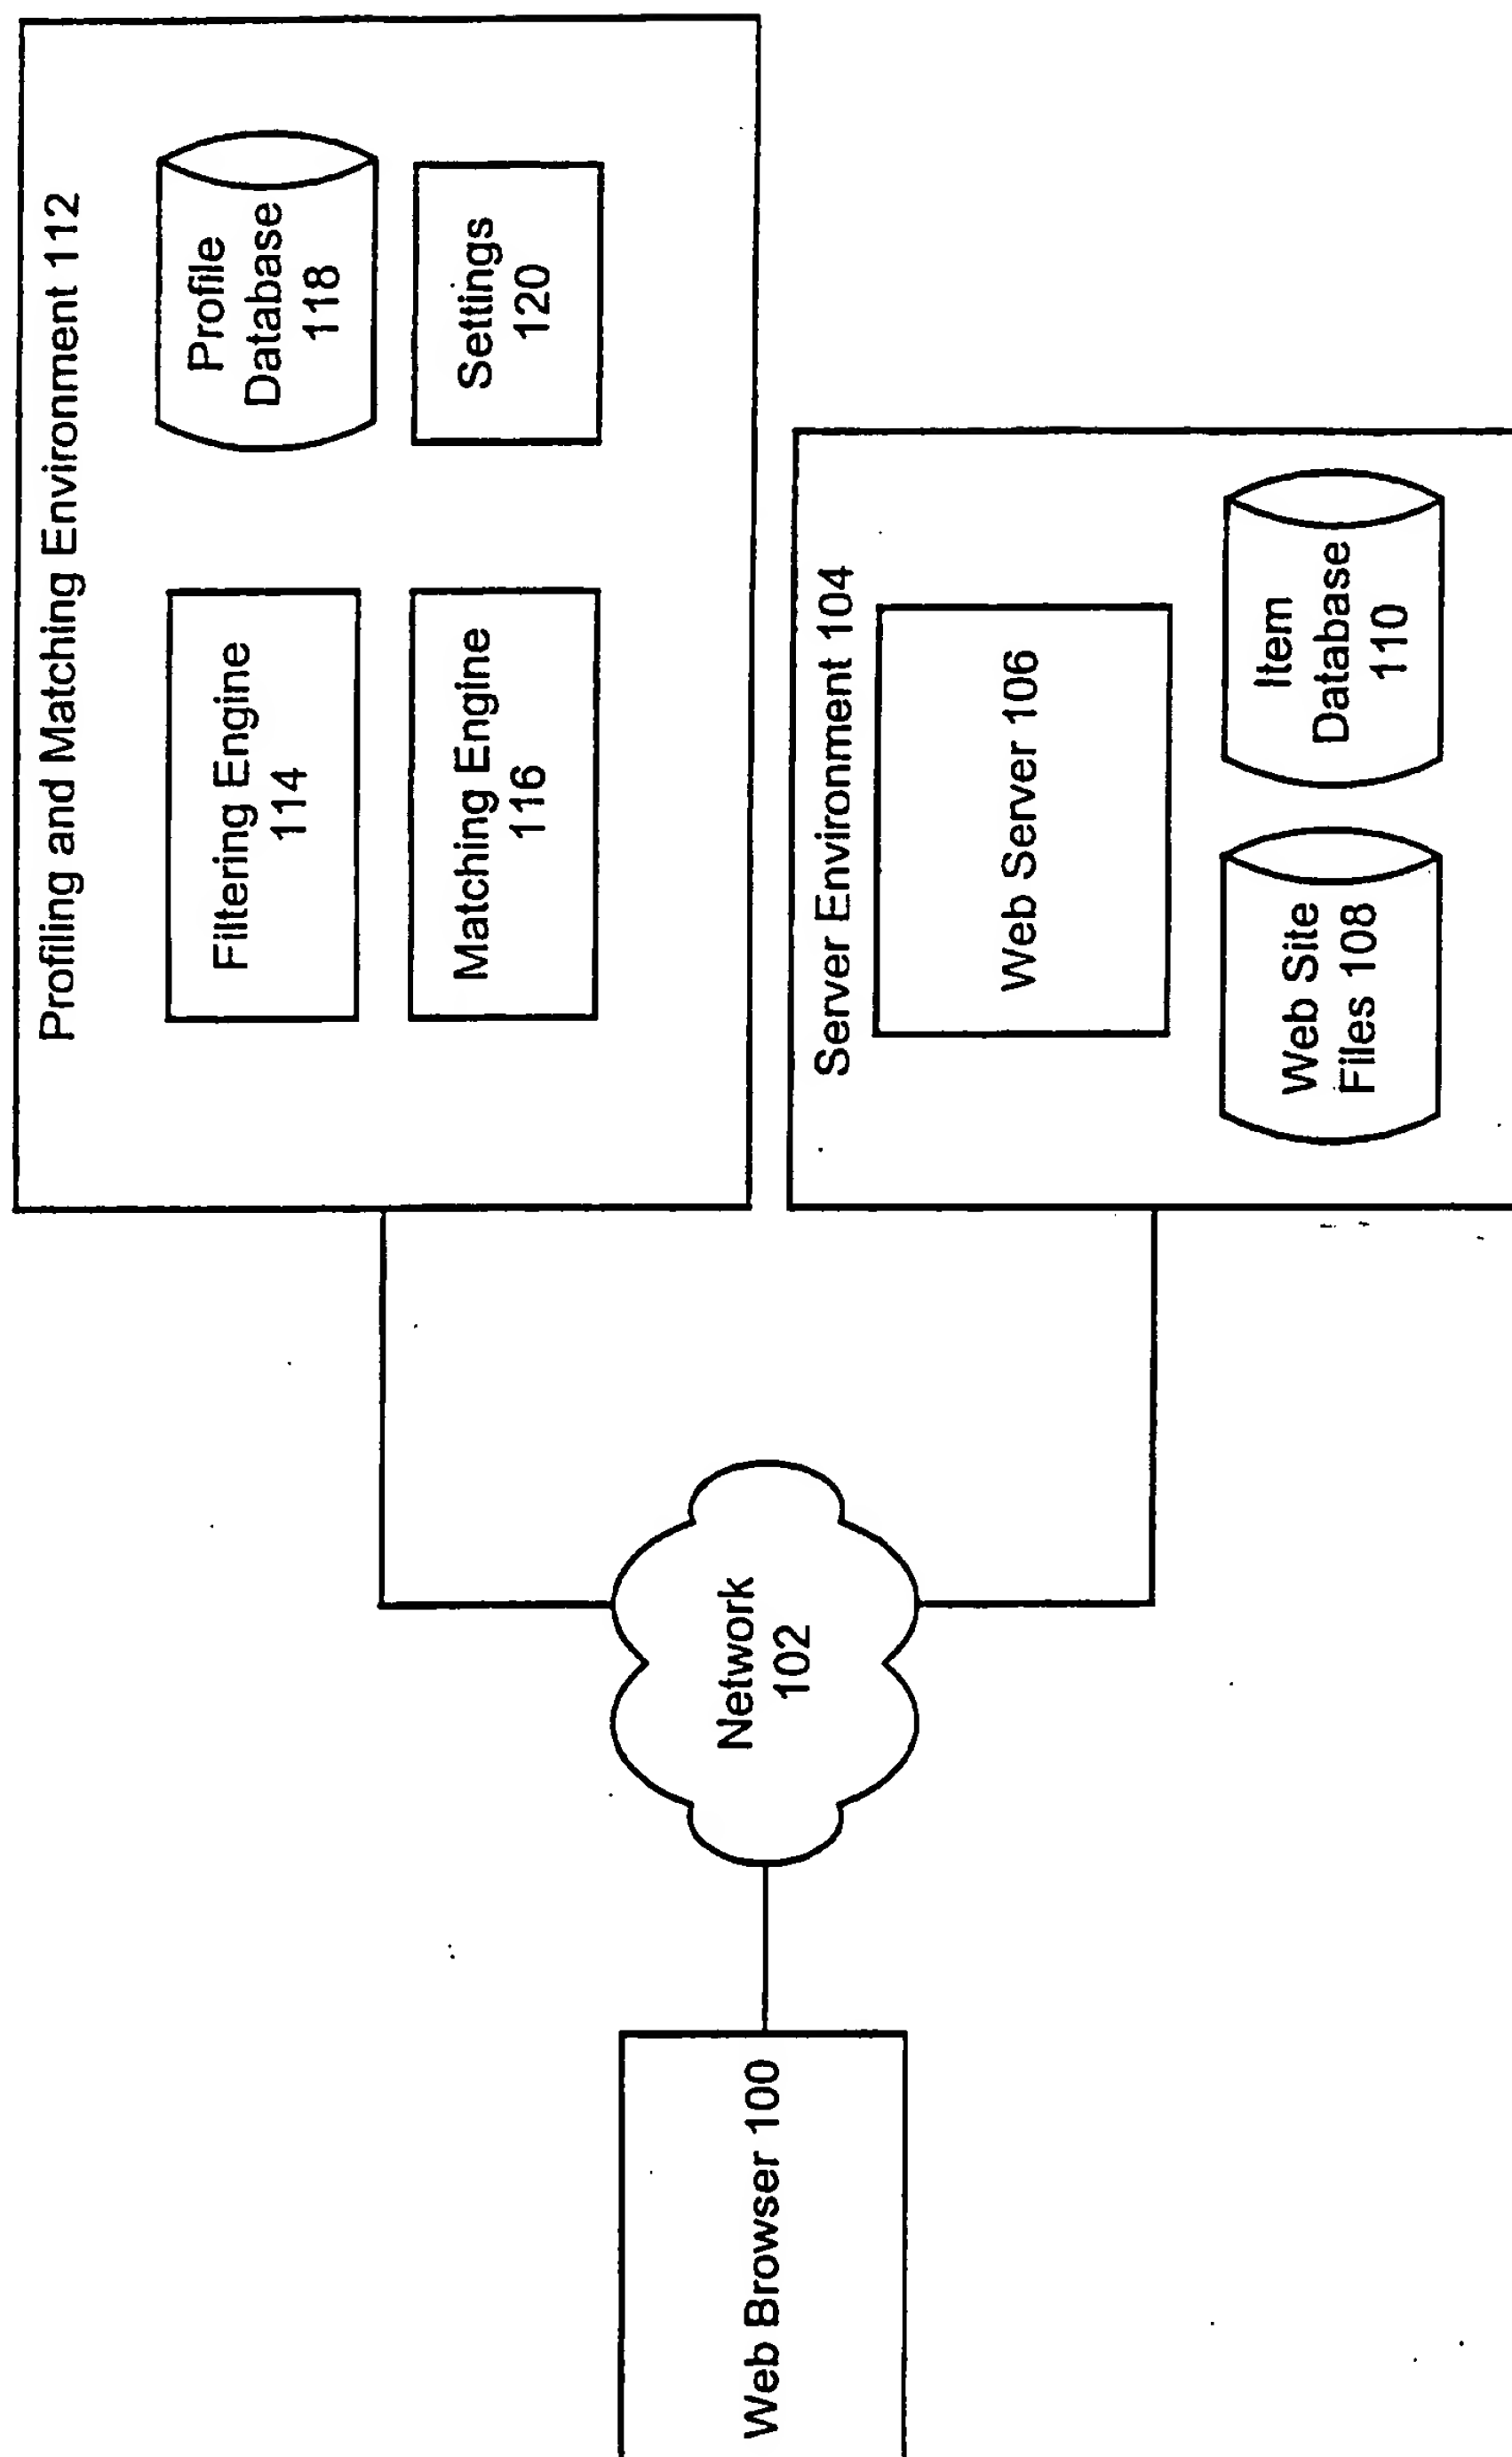 Profiling and Matching Environment 112
Filtering Engine
114
Profile
Database
118
Matching Engine
116
Settings
120
Web Browser 100
Network
102
Server Environment 104
Web Server 106
Web Site
Files 108
Item
Database
110